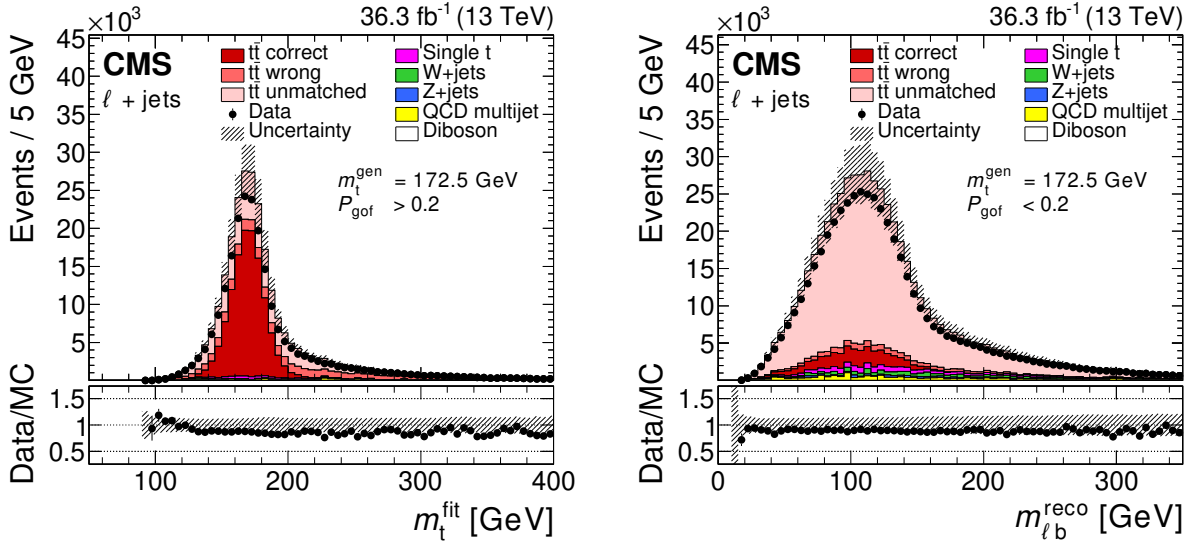 ×10³ 36.3 fb⁻¹ (13 TeV)
CMS
ℓ + jets
tt̄ correct Single t
tt̄ wrong W+jets
tt̄ unmatched Z+jets
Data QCD multijet
Uncertainty Diboson
m_t^gen = 172.5 GeV
P_gof > 0.2
Events / 5 GeV
45
40
35
30
25
20
15
10
5
Data/MC
1.5
1
0.5
100 200 300 400
m_t^fit [GeV]
×10³ 36.3 fb⁻¹ (13 TeV)
CMS
ℓ + jets
tt̄ correct Single t
tt̄ wrong W+jets
tt̄ unmatched Z+jets
Data QCD multijet
Uncertainty Diboson
m_t^gen = 172.5 GeV
P_gof < 0.2
Events / 5 GeV
45
40
35
30
25
20
15
10
5
Data/MC
1.5
1
0.5
0 100 200 300
m_ℓb^reco [GeV]